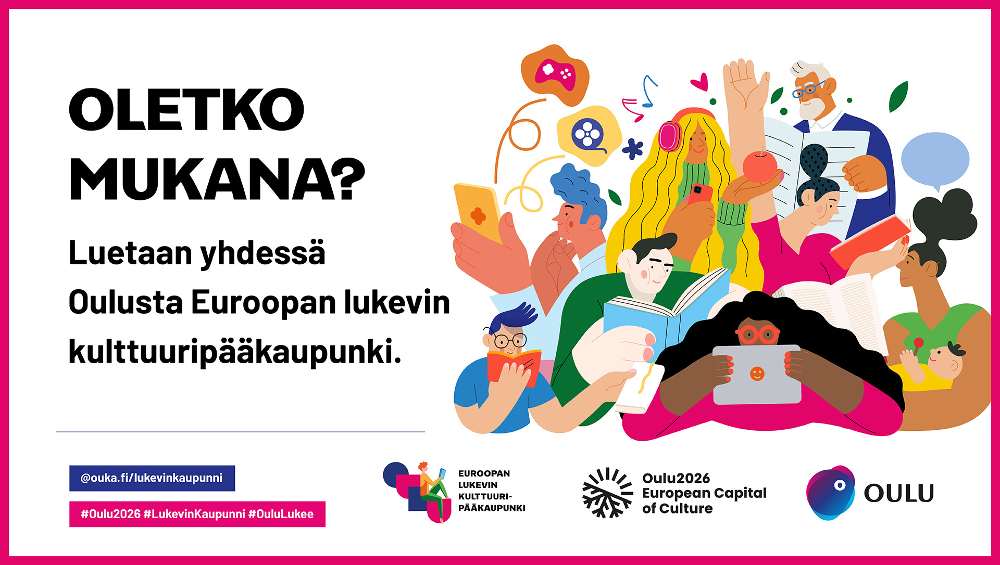 OLETKO
MUKANA?
Luetaan yhdessä
Oulusta Euroopan lukevin
kulttuuripääkaupunki.
@ouka.fi/lukevinkaupunni
#Oulu2026 #LukevinKaupunni #OuluLukee
EUROOPAN
LUKEVIN
KULTTUURI-
PÄÄKAUPUNKI
Oulu2026
European Capital
of Culture
OULU